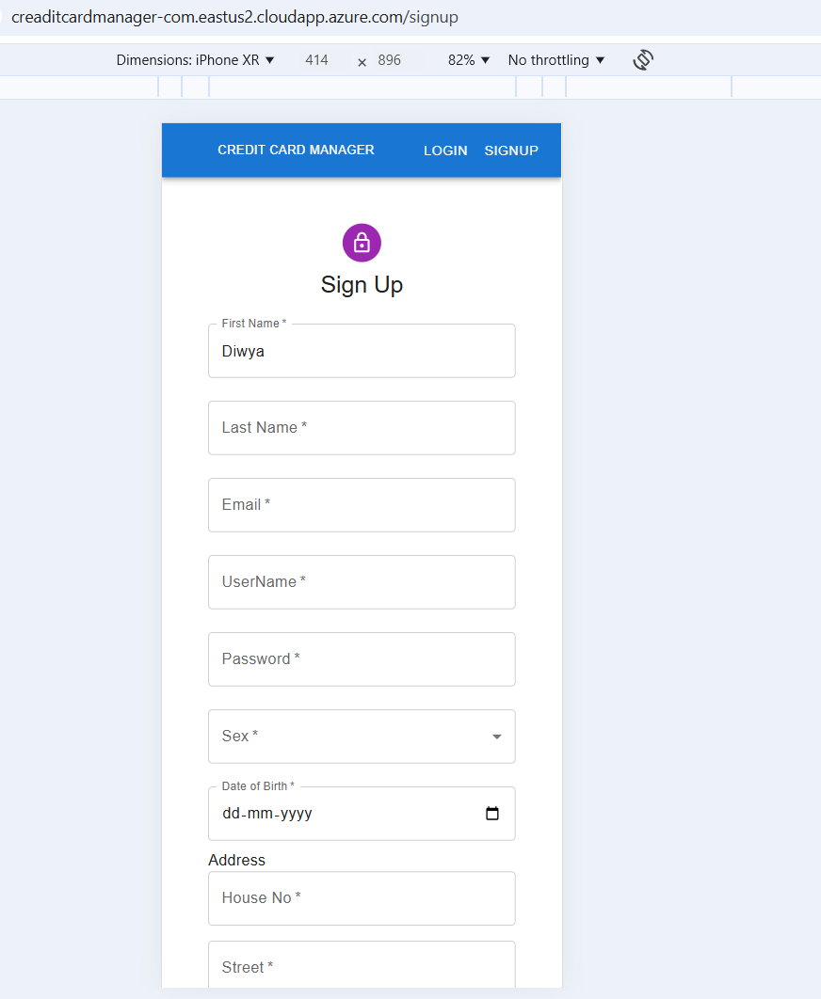 creaditcardmanager-com.eastus2.cloudapp.azure.com/signup
Dimensions: iPhone XR 414 × 896 82% No throttling
CREDIT CARD MANAGER LOGIN SIGNUP
Sign Up
First Name *
Diwya
Last Name *
Email *
UserName *
Password *
Sex *
Date of Birth *
dd-mm-yyyy
Address
House No *
Street *